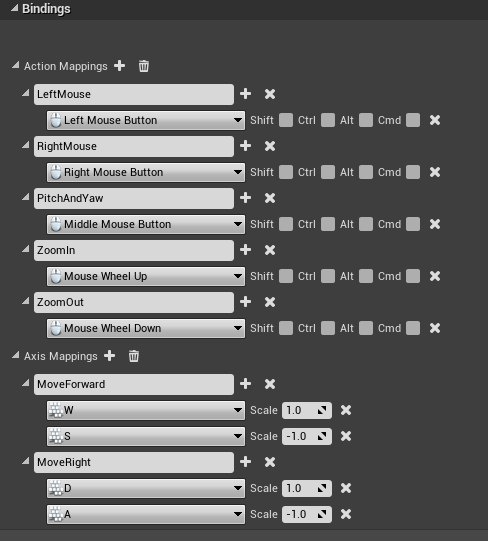 Bindings
Action Mappings
LeftMouse
Left Mouse Button Shift Ctrl Alt Cmd
RightMouse
Right Mouse Button Shift Ctrl Alt Cmd
PitchAndYaw
Middle Mouse Button Shift Ctrl Alt Cmd
ZoomIn
Mouse Wheel Up Shift Ctrl Alt Cmd
ZoomOut
Mouse Wheel Down Shift Ctrl Alt Cmd
Axis Mappings
MoveForward
W Scale 1.0
S Scale -1.0
MoveRight
D Scale 1.0
A Scale -1.0